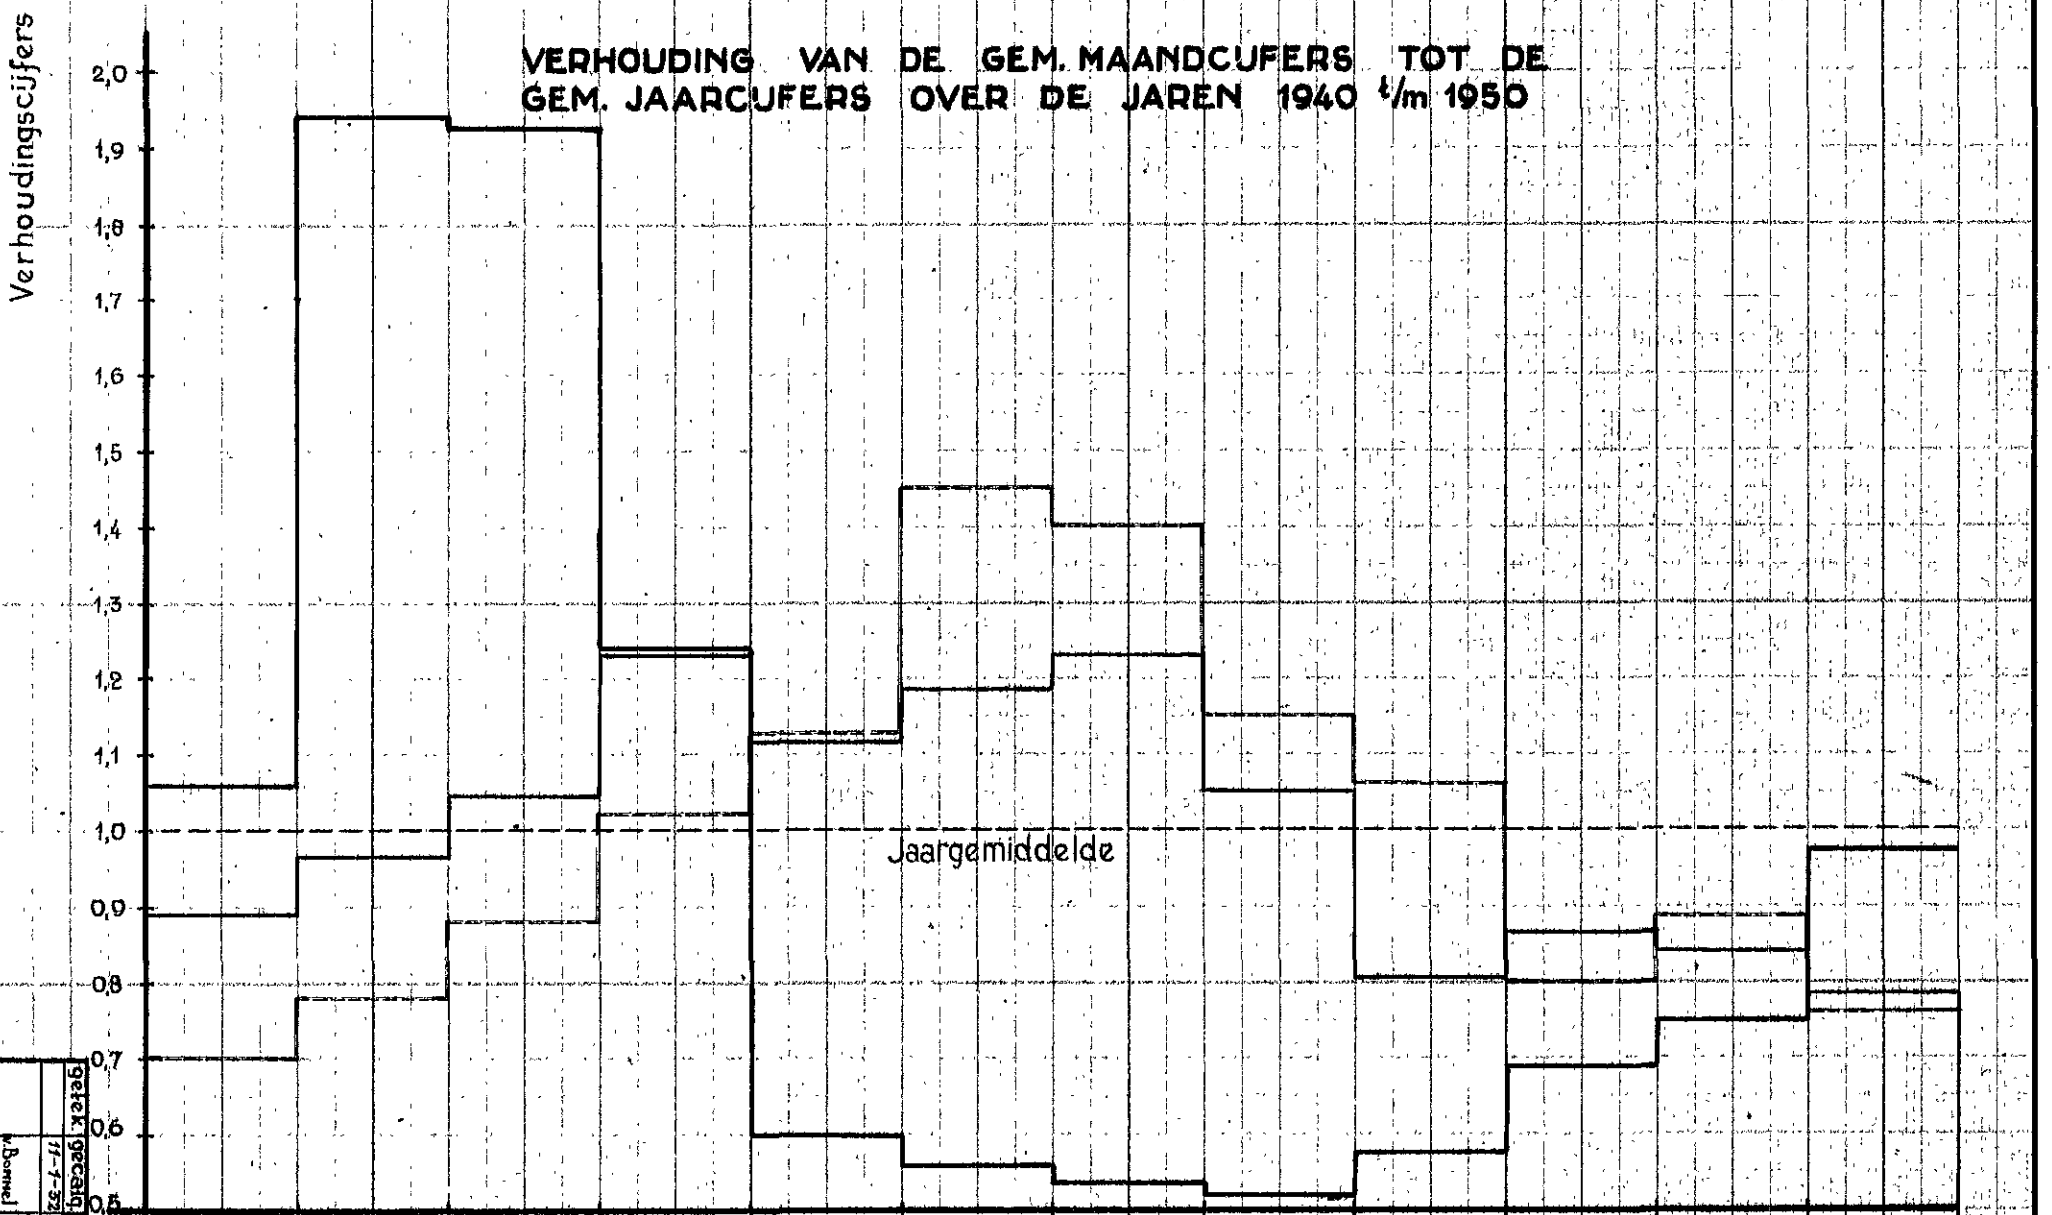 Verhoudingscijfers
VERHOUDING VAN DE GEM. MAANDCIJFERS TOT DE
GEM. JAARCIJFERS OVER DE JAREN 1940 t/m 1950
2,0
1,9
1,8
1,7
1,6
1,5
1,4
1,3
1,2
1,1
1,0
Jaargemiddelde
0,9
0,8
0,7
0,6
0,5
getek.
11-1-52
v.Bommel